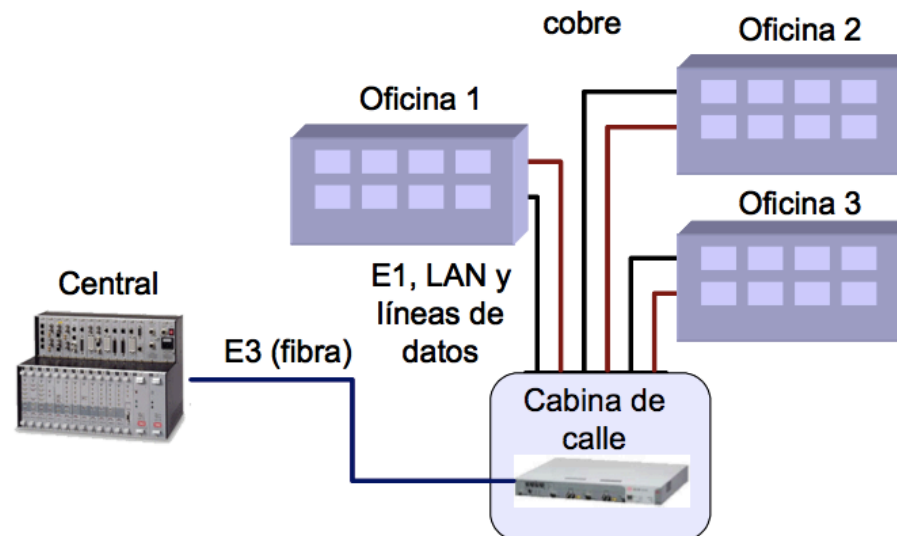 cobre
Oficina 2
Oficina 1
Oficina 3
E1, LAN y
líneas de
datos
Central
E3 (fibra)
Cabina de
calle